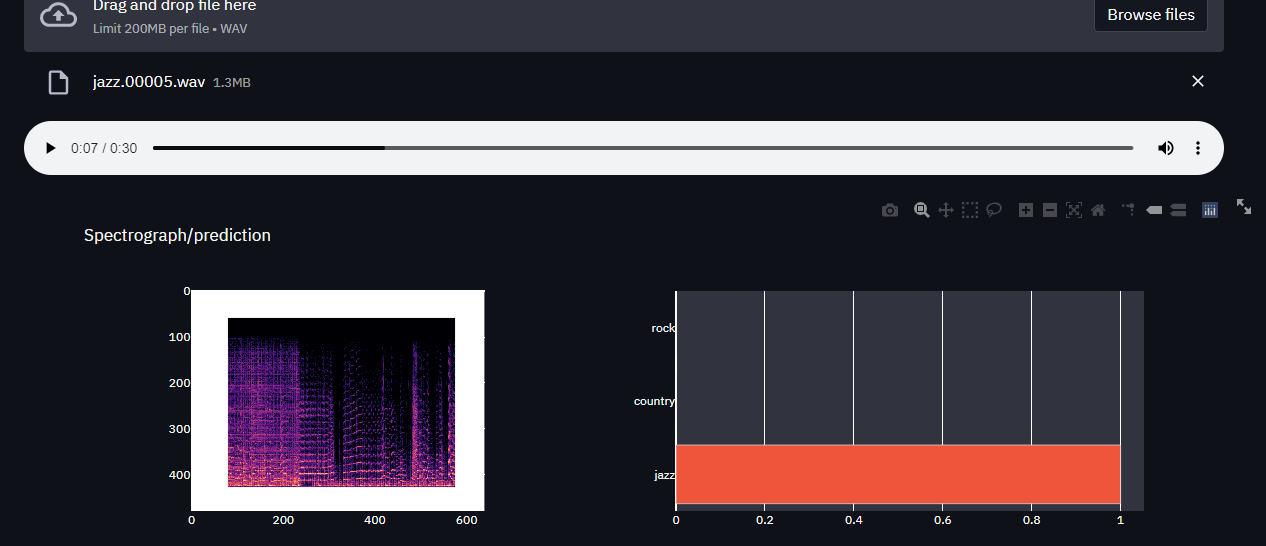 Drag and drop file here
Limit 200MB per file • WAV
Browse files
jazz.00005.wav 1.3MB
0:07 / 0:30
Spectrograph/prediction
0
100
200
300
400
0 200 400 600
rock
country
jazz
0 0.2 0.4 0.6 0.8 1